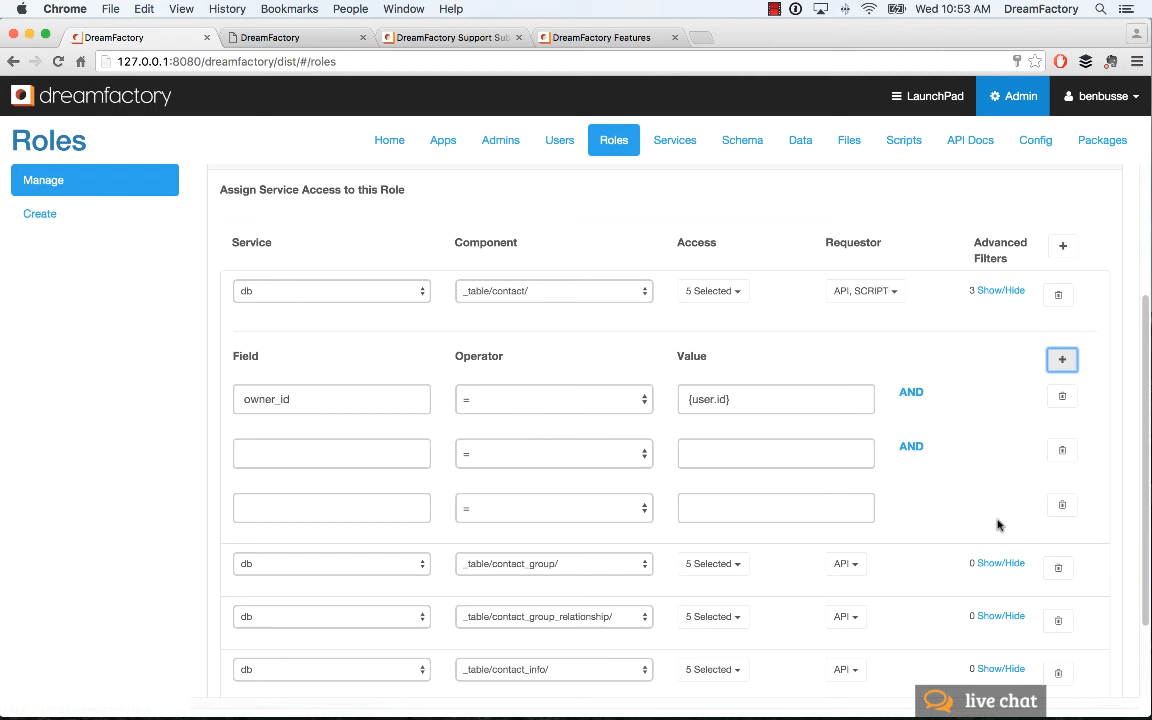 Chrome File Edit View History Bookmarks People Window Help Wed 10:53 AM DreamFactory
DreamFactory × DreamFactory × DreamFactory Support Sub × DreamFactory Features ×
127.0.0.1:8080/dreamfactory/dist/#/roles
dreamfactory LaunchPad Admin benbusse
Roles Home Apps Admins Users Roles Services Schema Data Files Scripts API Docs Config Packages
Manage
Create
Assign Service Access to this Role
Service Component Access Requestor Advanced Filters +
db _table/contact/ 5 Selected API, SCRIPT 3 Show/Hide
Field Operator Value +
owner_id = {user.id} AND
= AND
=
db _table/contact_group/ 5 Selected API 0 Show/Hide
db _table/contact_group_relationship/ 5 Selected API 0 Show/Hide
db _table/contact_info/ 5 Selected API 0 Show/Hide
live chat